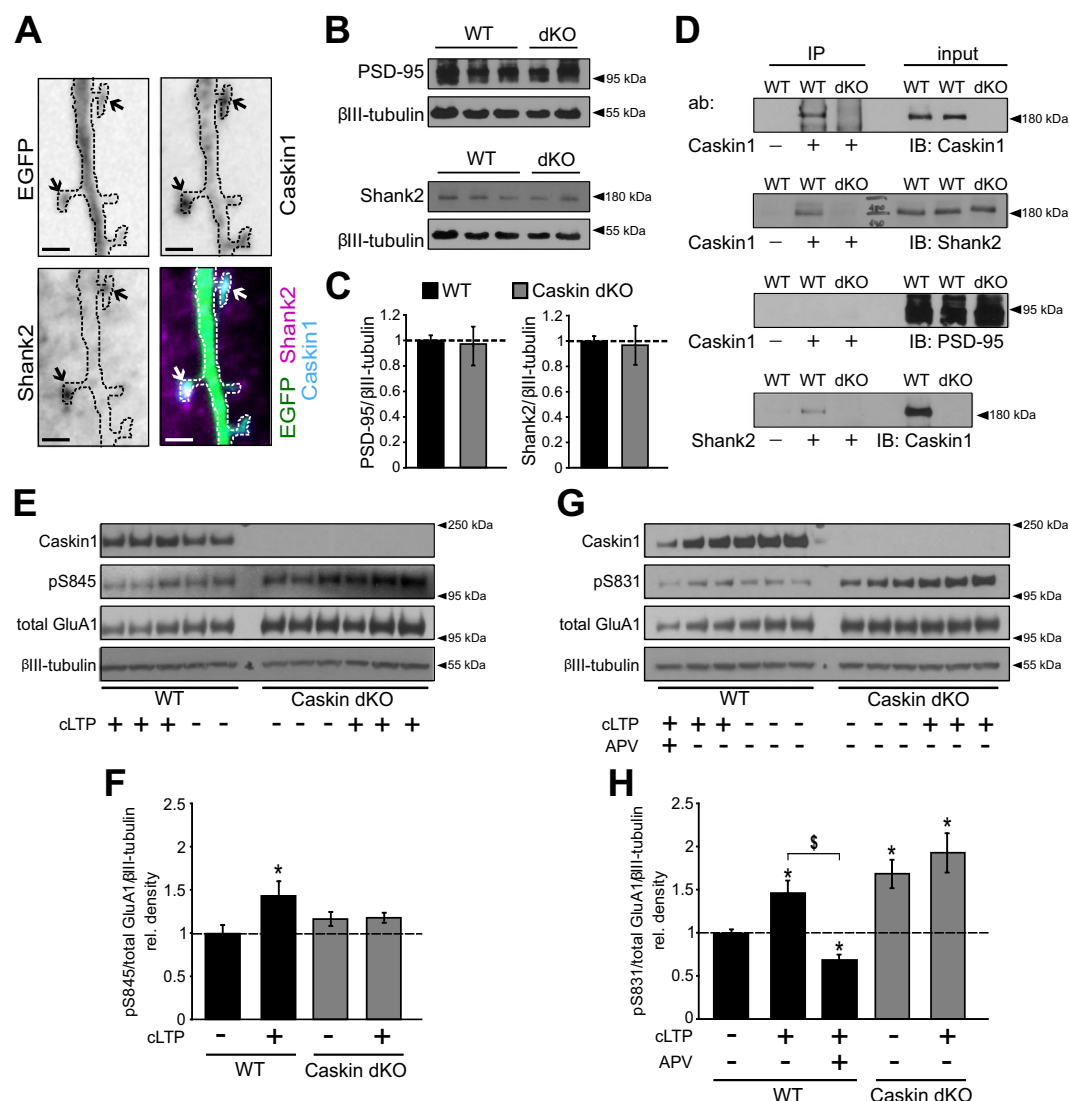 A
EGFP
Caskin1
Shank2
EGFP Shank2
Caskin1
B
WT dKO
PSD-95
◄95 kDa
βIII-tubulin
◄55 kDa
WT dKO
Shank2
◄180 kDa
βIII-tubulin
◄55 kDa
C
WT Caskin dKO
PSD-95/βIII-tubulin
1.2
1.0
0.8
0.6
0.4
0.2
0
Shank2/βIII-tubulin
1.2
1.0
0.8
0.6
0.4
0.2
0
D
IP input
WT WT dKO WT WT dKO
ab:
◄180 kDa
Caskin1 – + + IB: Caskin1
WT WT dKO WT WT dKO
◄180 kDa
Caskin1 – + + IB: Shank2
WT WT dKO WT WT dKO
◄95 kDa
Caskin1 – + + IB: PSD-95
WT WT dKO WT dKO
◄180 kDa
Shank2 – + + IB: Caskin1
E
Caskin1
◄250 kDa
pS845
◄95 kDa
total GluA1
◄95 kDa
βIII-tubulin
◄55 kDa
WT Caskin dKO
cLTP + + + - - - - - + + +
G
Caskin1
◄250 kDa
pS831
◄95 kDa
total GluA1
◄95 kDa
βIII-tubulin
◄55 kDa
WT Caskin dKO
cLTP + + + - - - - - - + + +
APV + - - - - - - - - - - -
F
pS845/total GluA1/βIII-tubulin
rel. density
2.5
2
1.5
1
0.5
0
*
cLTP - + - +
WT Caskin dKO
H
pS831/total GluA1/βIII-tubulin
rel. density
2.5
2
1.5
1
0.5
0
* $ * * *
cLTP - + + - +
APV - - + - -
WT Caskin dKO